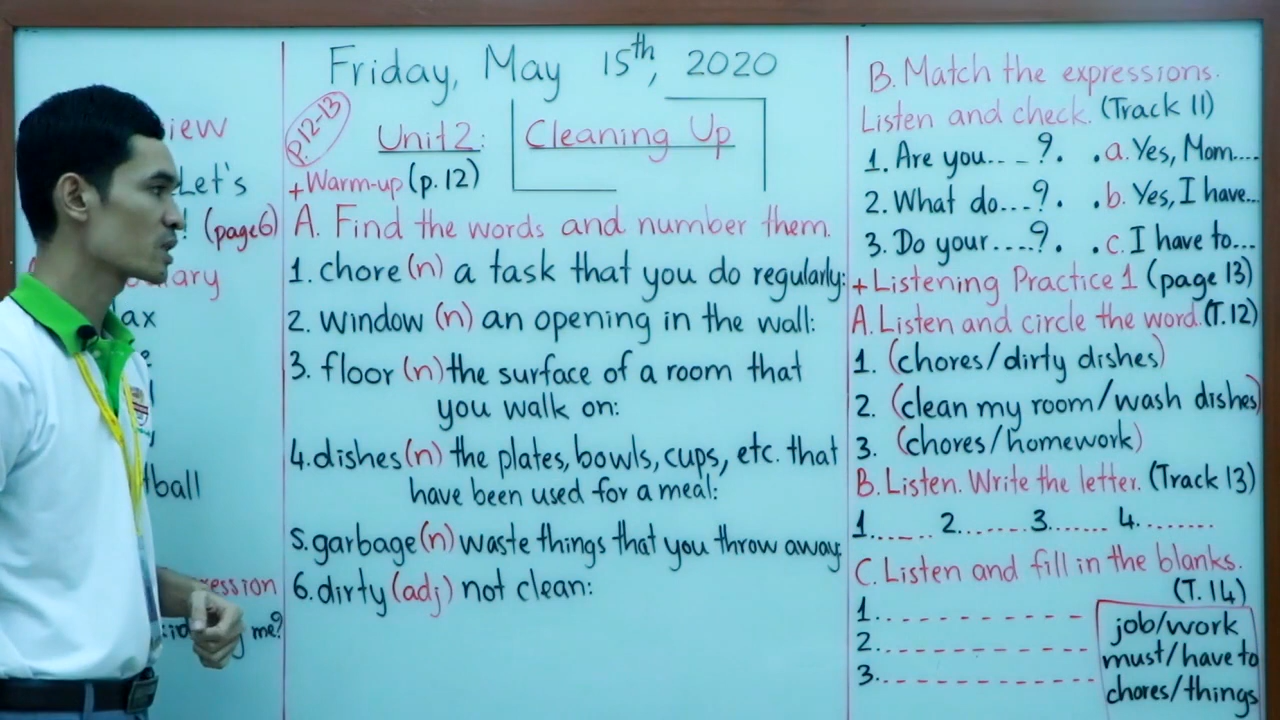 iew
Let's
! (page6)
lary
ax
tball
ression
me?
Friday, May 15th, 2020
P.12-13
Unit 2: Cleaning Up
+Warm-up (p. 12)
A. Find the words and number them.
1. chore (n) a task that you do regularly:
2. window (n) an opening in the wall:
3. floor (n) the surface of a room that
you walk on:
4. dishes (n) the plates, bowls, cups, etc. that
have been used for a meal:
5. garbage (n) waste things that you throw away:
6. dirty (adj) not clean:
B. Match the expressions.
Listen and check. (Track 11)
1. Are you.. _ ?. .a. Yes, Mom....
2. What do....?. .b. Yes, I have...
3. Do your....?. .c. I have to...
+Listening Practice 1 (page 13)
A. Listen and circle the word. (T.12)
1. (chores/dirty dishes)
2. (clean my room/wash dishes)
3. (chores/homework)
B. Listen. Write the letter. (Track 13)
1...... 2....... 3....... 4.........
C. Listen and fill in the blanks.
(T. 14)
1. - - - - - - - - - - - -
2. - - - - - - - - - - - -
3. - - - - - - - - - - - -
job/work
must/have to
chores/things